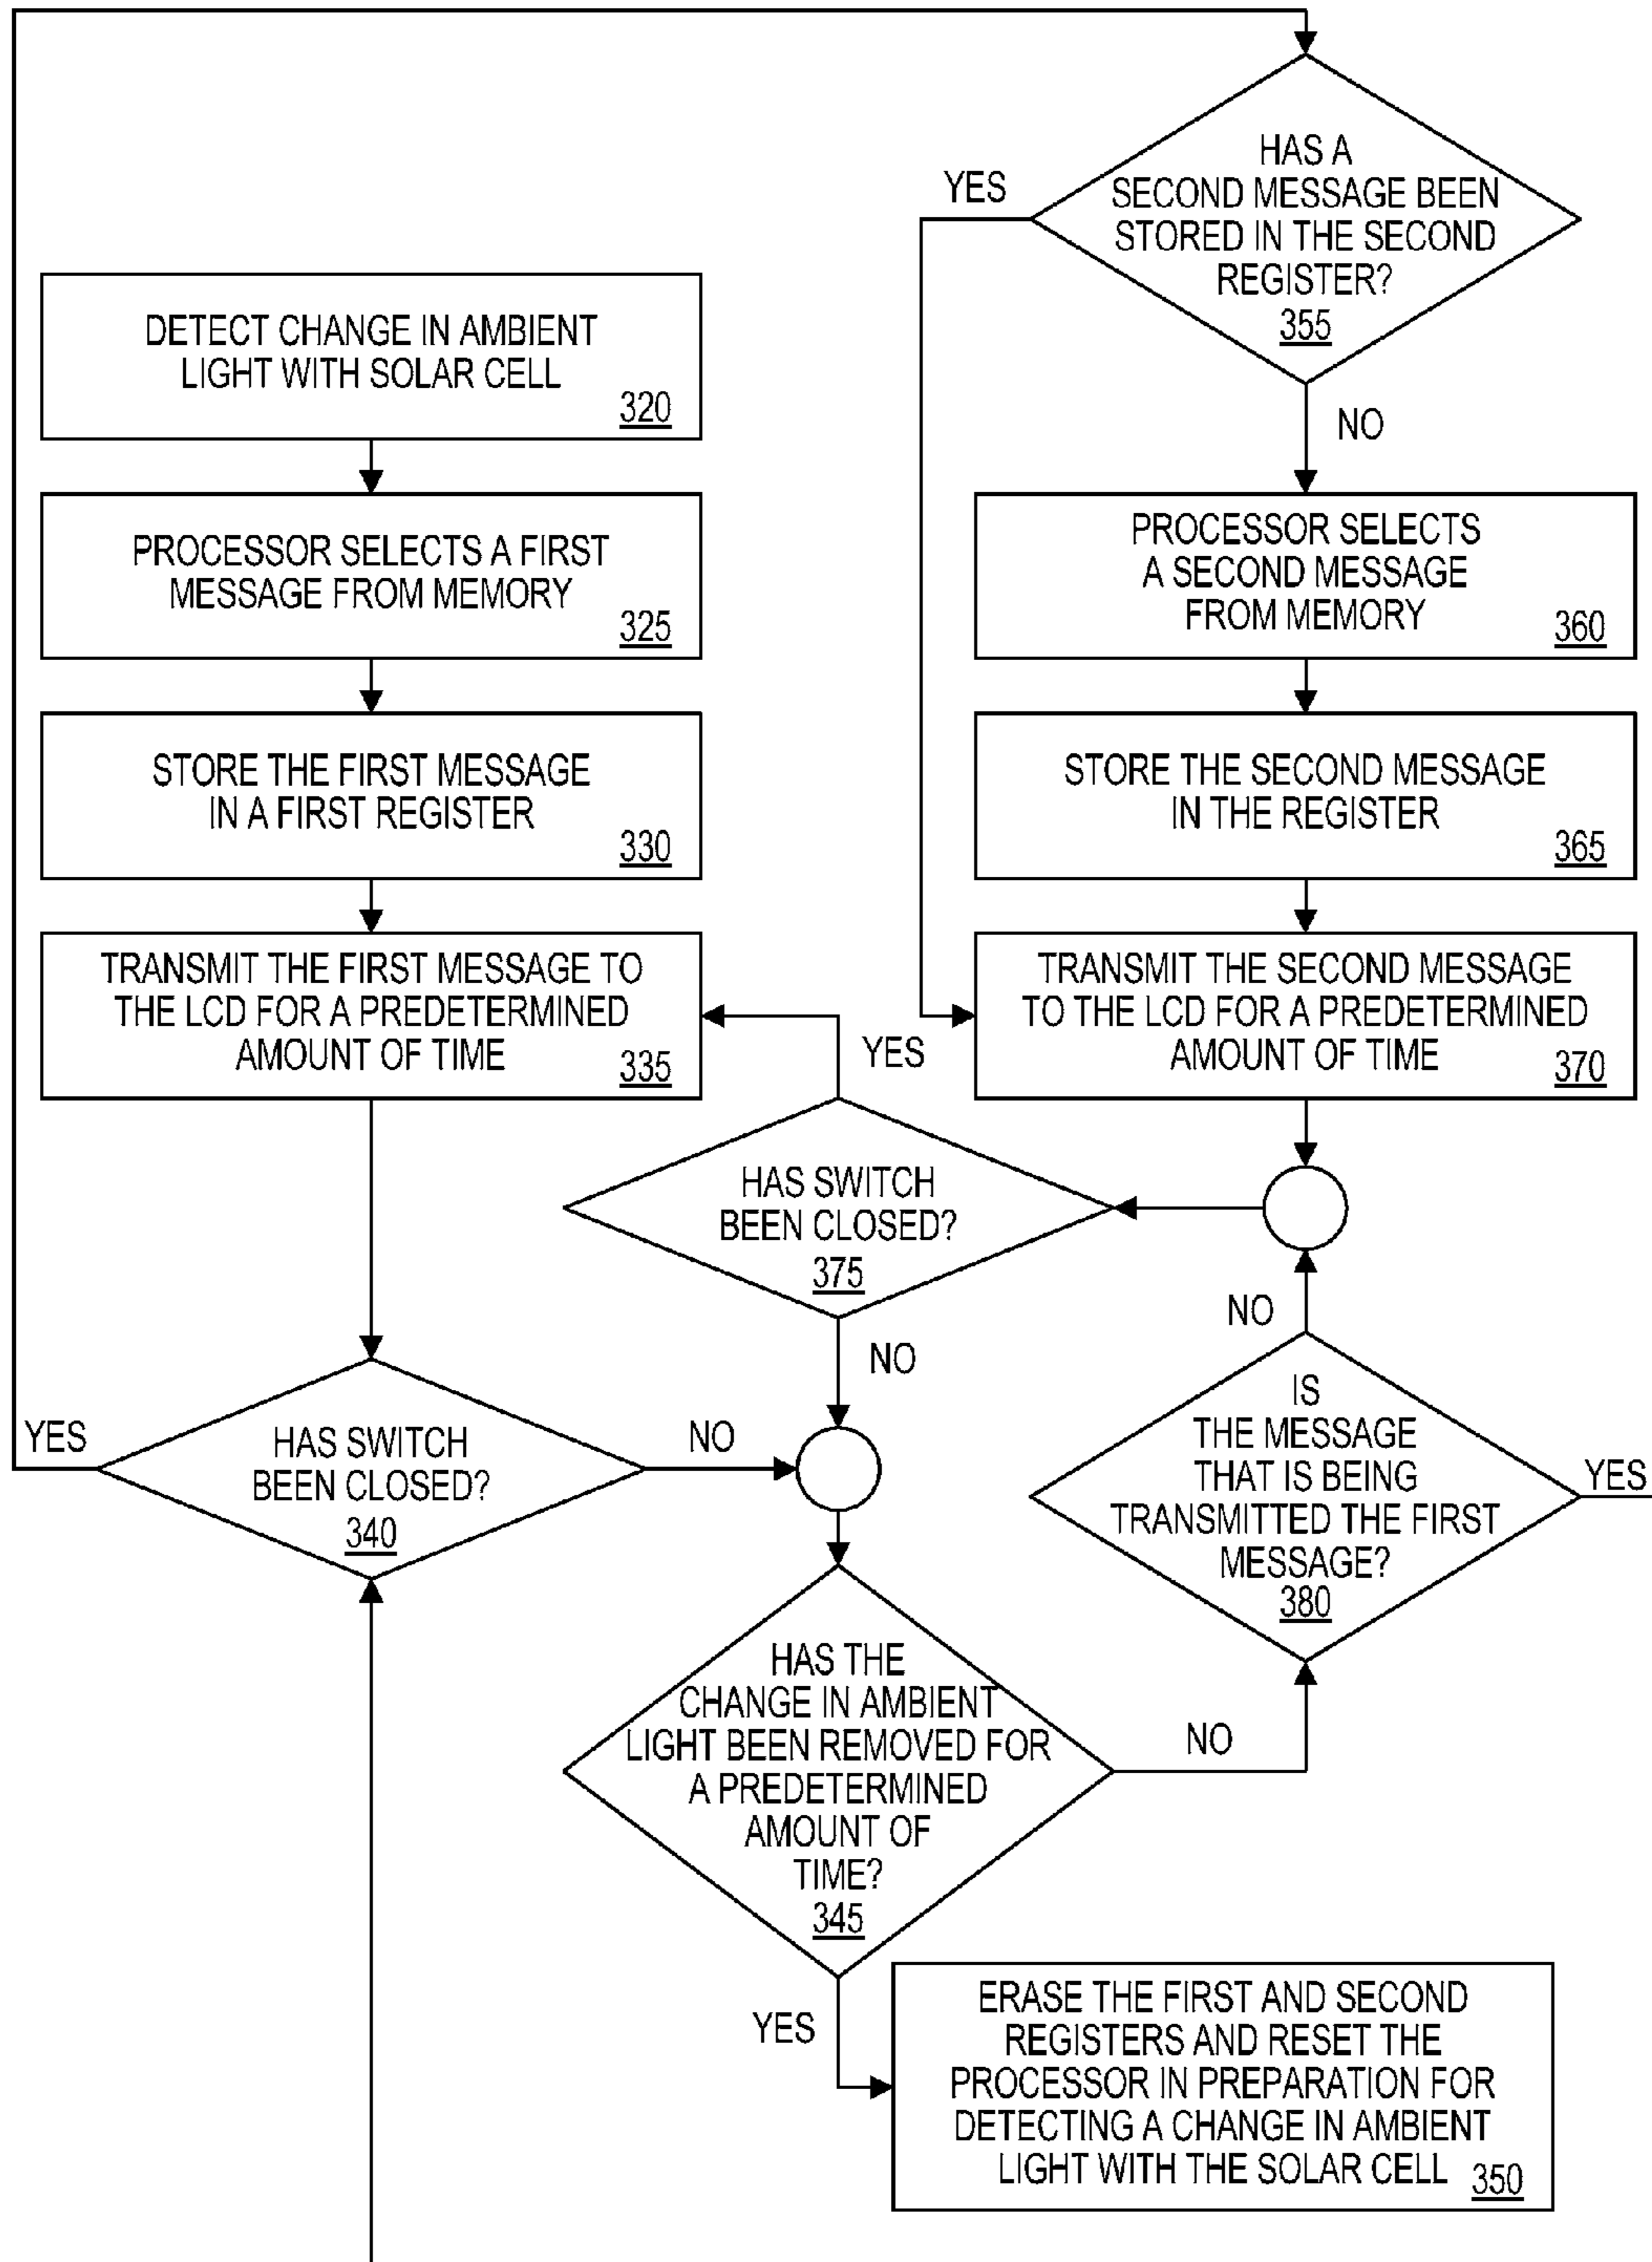 DETECT CHANGE IN AMBIENT
LIGHT WITH SOLAR CELL
320
PROCESSOR SELECTS A FIRST
MESSAGE FROM MEMORY
325
STORE THE FIRST MESSAGE
IN A FIRST REGISTER
330
TRANSMIT THE FIRST MESSAGE TO
THE LCD FOR A PREDETERMINED
AMOUNT OF TIME
335
YES
HAS SWITCH
BEEN CLOSED?
340
NO
HAS A
SECOND MESSAGE BEEN
STORED IN THE SECOND
REGISTER?
355
YES
NO
PROCESSOR SELECTS
A SECOND MESSAGE
FROM MEMORY
360
STORE THE SECOND MESSAGE
IN THE REGISTER
365
TRANSMIT THE SECOND MESSAGE
TO THE LCD FOR A PREDETERMINED
AMOUNT OF TIME
370
YES
HAS SWITCH
BEEN CLOSED?
375
NO
NO
IS
THE MESSAGE
THAT IS BEING
TRANSMITTED THE FIRST
MESSAGE?
380
YES
HAS THE
CHANGE IN AMBIENT
LIGHT BEEN REMOVED FOR
A PREDETERMINED
AMOUNT OF
TIME?
345
NO
YES
ERASE THE FIRST AND SECOND
REGISTERS AND RESET THE
PROCESSOR IN PREPARATION FOR
DETECTING A CHANGE IN AMBIENT
LIGHT WITH THE SOLAR CELL
350